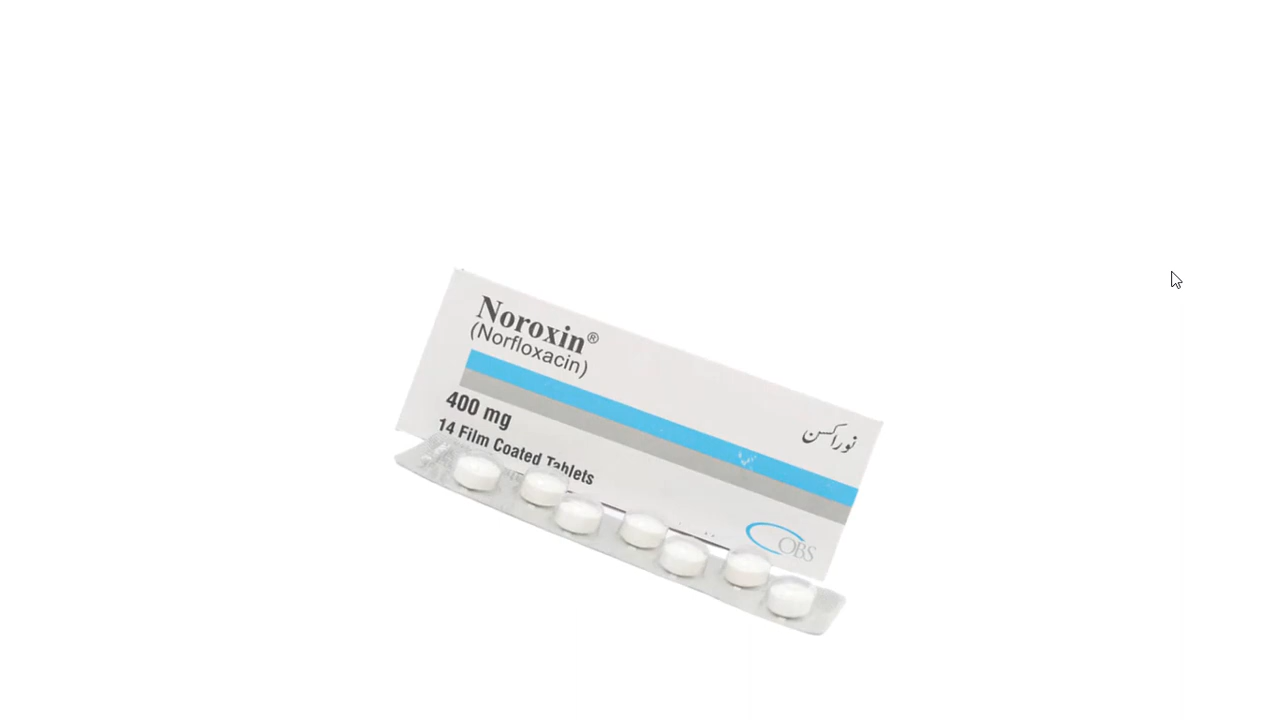 Noroxin®
(Norfloxacin)
400 mg
14 Film Coated Tablets
نوراکسن
OBS